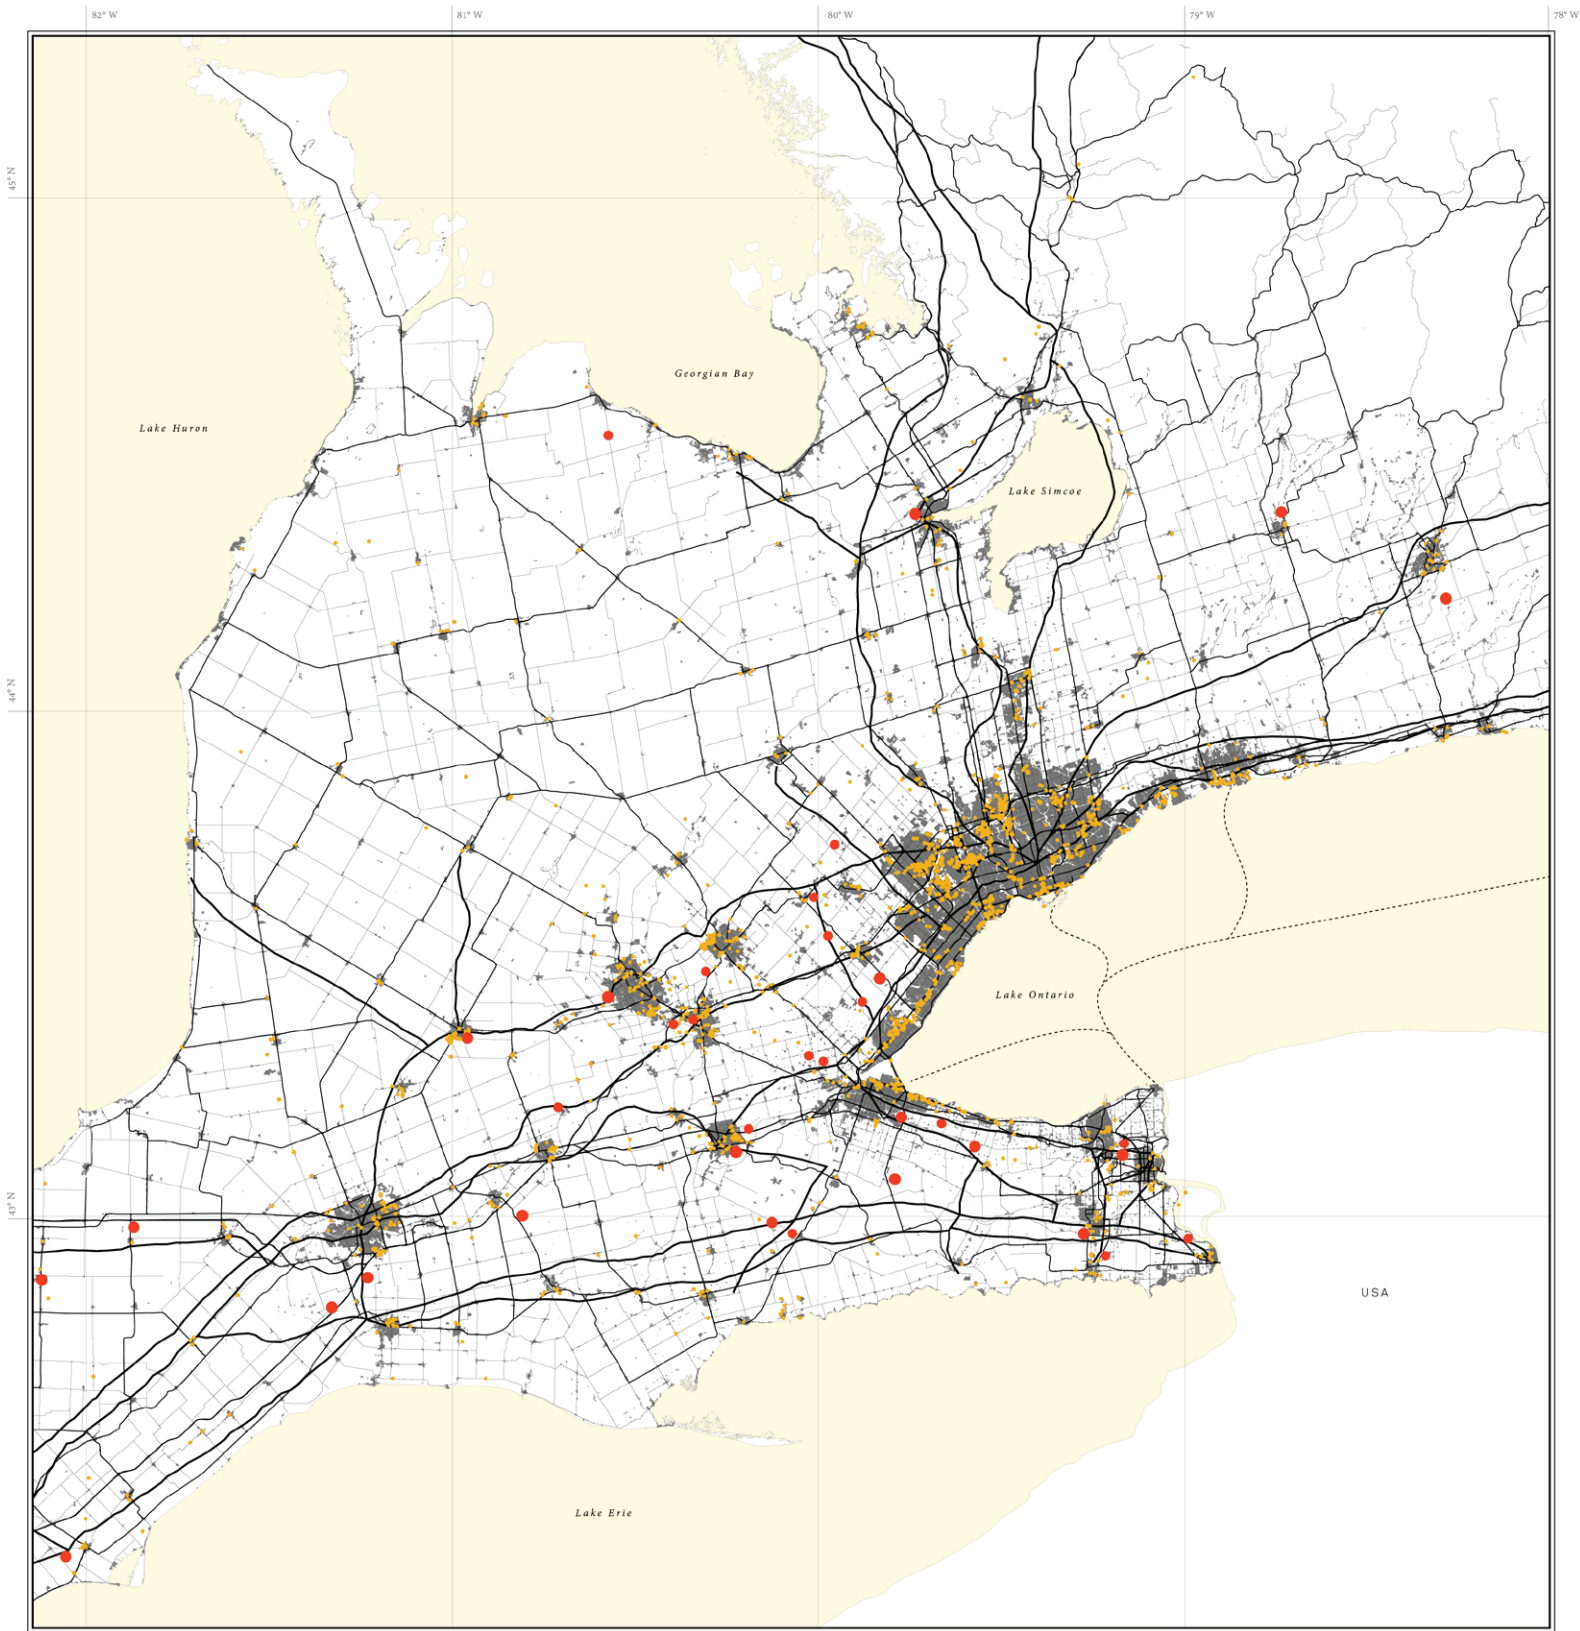 82° W
81° W
80° W
79° W
78° W
45° N
Georgian Bay
Lake Huron
Lake Simcoe
44° N
Lake Ontario
43° N
USA
Lake Erie